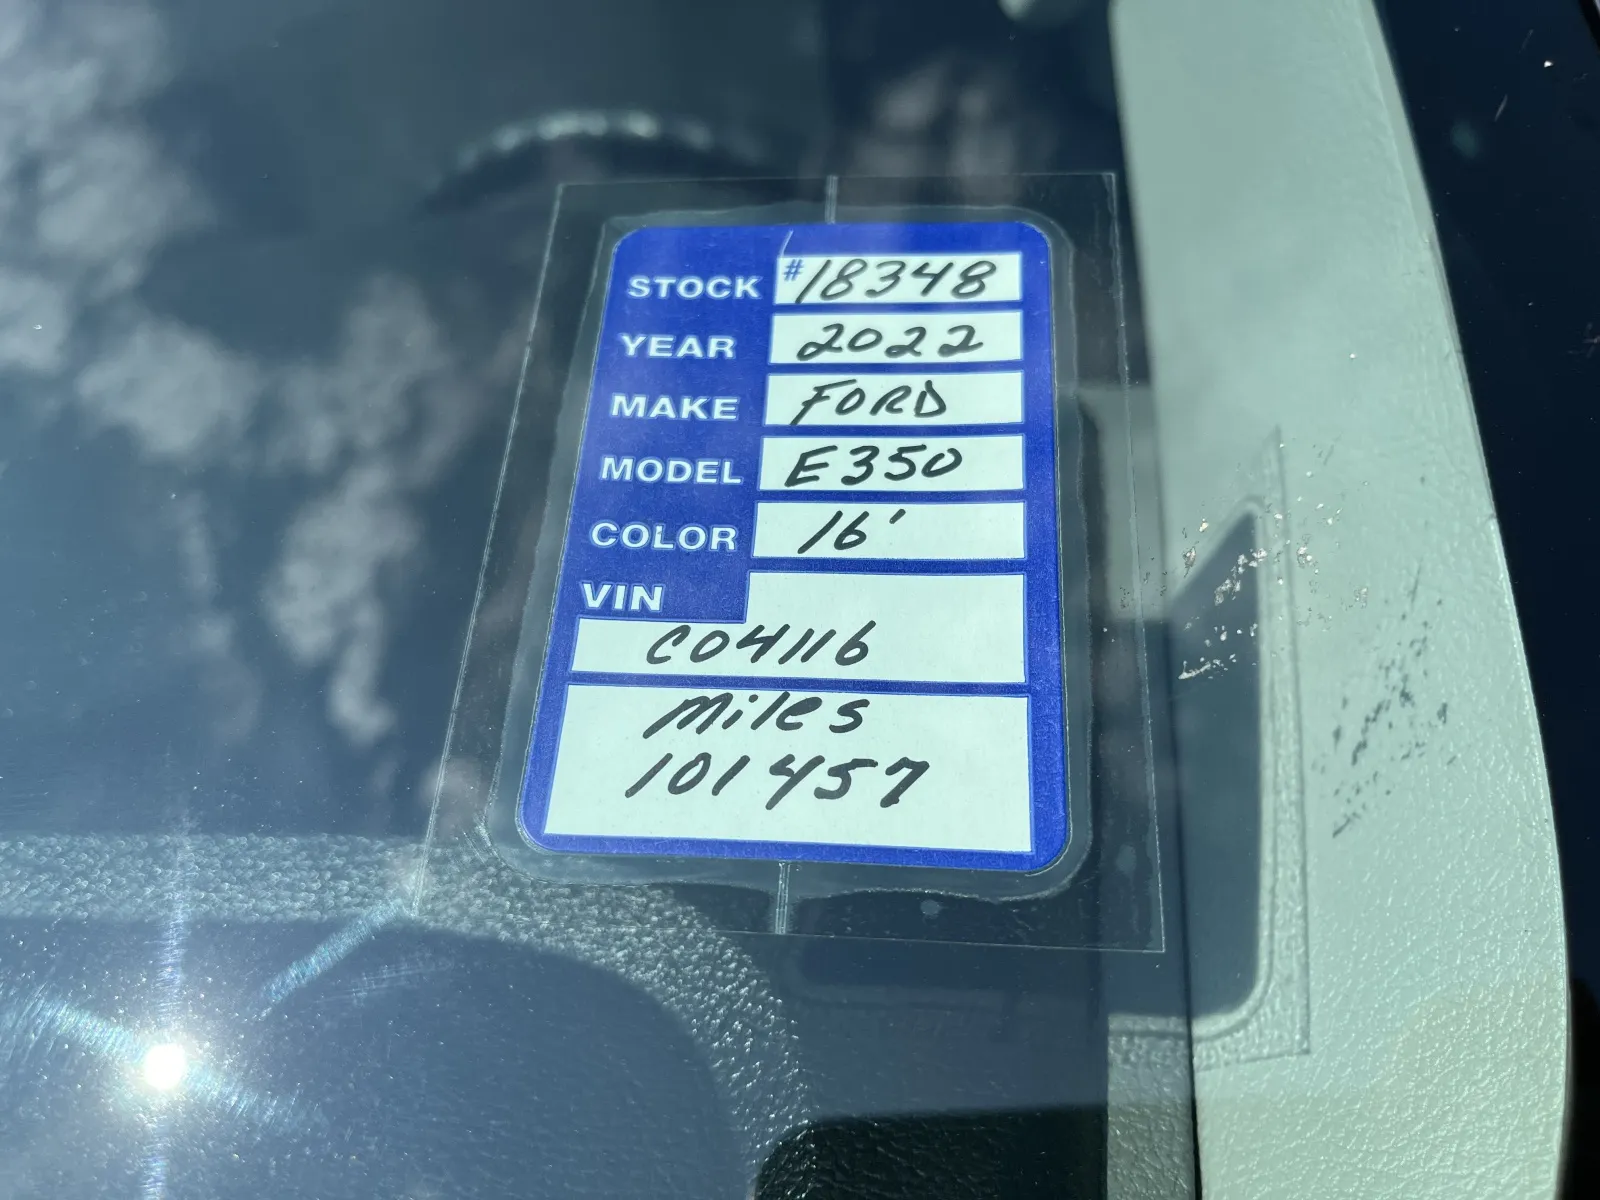 STOCK #18348
YEAR 2022
MAKE FORD
MODEL E350
COLOR 16'
VIN
C04116
miles
101457